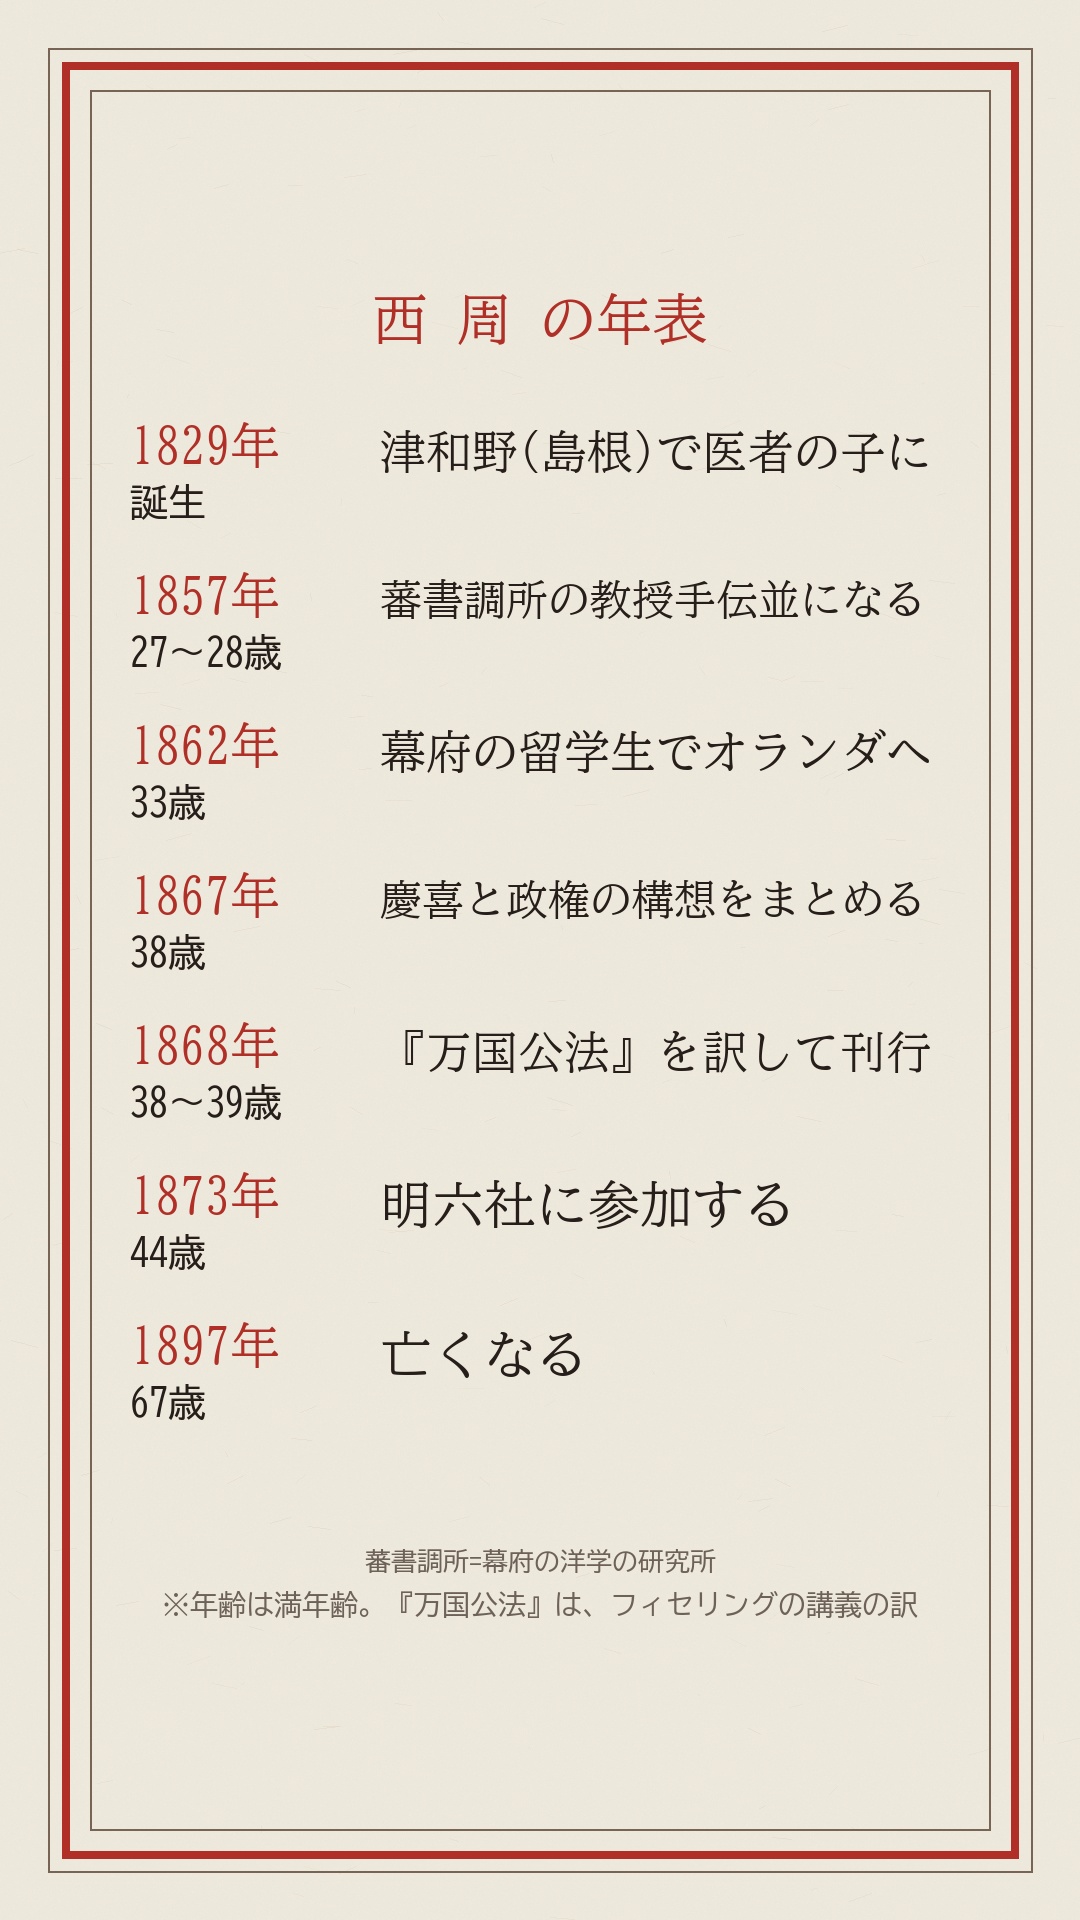 西 周 の年表
1829年 津和野(島根)で医者の子に
誕生
1857年 蕃書調所の教授手伝並になる
27〜28歳
1862年 幕府の留学生でオランダへ
33歳
1867年 慶喜と政権の構想をまとめる
38歳
1868年 『万国公法』を訳して刊行
38〜39歳
1873年 明六社に参加する
44歳
1897年 亡くなる
67歳
蕃書調所=幕府の洋学の研究所
※年齢は満年齢。『万国公法』は、フィセリングの講義の訳